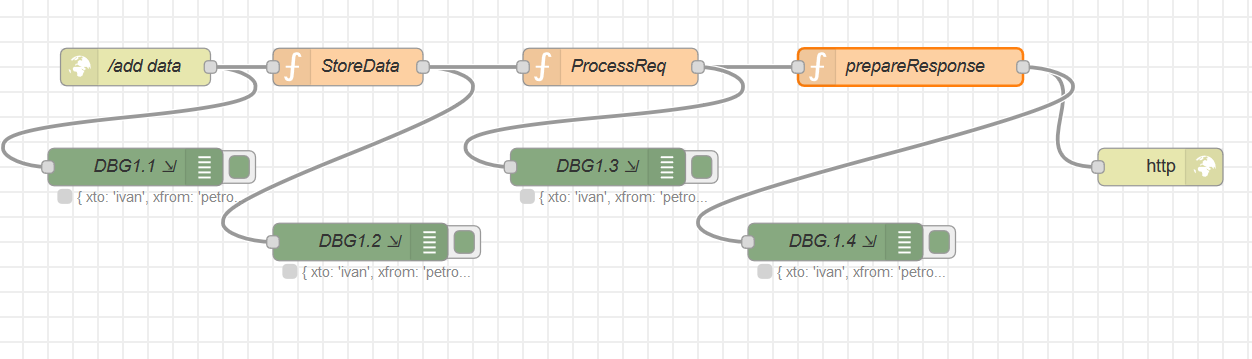 /add data
StoreData
ProcessReq
prepareResponse
DBG1.1
DBG1.3
http
{ xto: 'ivan', xfrom: 'petro...
{ xto: 'ivan', xfrom: 'petro...
DBG1.2
DBG.1.4
{ xto: 'ivan', xfrom: 'petro...
{ xto: 'ivan', xfrom: 'petro...